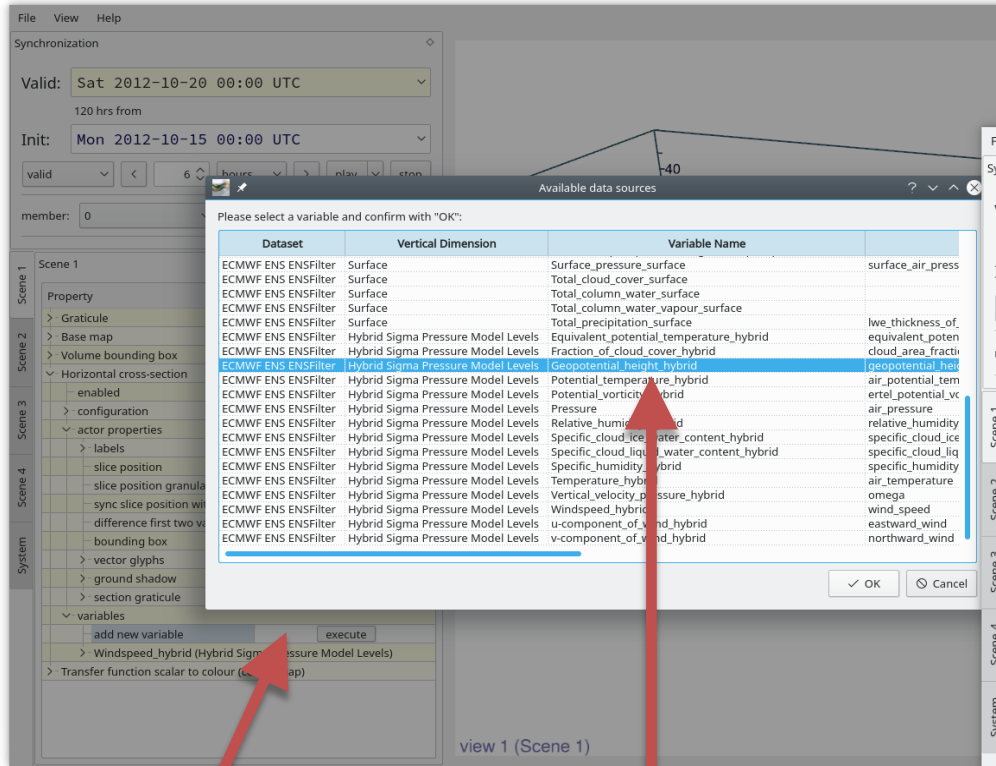 File View Help
Synchronization
Valid: Sat 2012-10-20 00:00 UTC
120 hrs from
Init: Mon 2012-10-15 00:00 UTC
valid < 6 hours > play stop
member: 0
-40
Available data sources
Please select a variable and confirm with "OK":
Dataset Vertical Dimension Variable Name
ECMWF ENS ENSFilter Surface Surface_pressure_surface surface_air_press
ECMWF ENS ENSFilter Surface Total_cloud_cover_surface
ECMWF ENS ENSFilter Surface Total_column_water_surface
ECMWF ENS ENSFilter Surface Total_column_water_vapour_surface
ECMWF ENS ENSFilter Surface Total_precipitation_surface lwe_thickness_of_
ECMWF ENS ENSFilter Hybrid Sigma Pressure Model Levels Equivalent_potential_temperature_hybrid equivalent_poten
ECMWF ENS ENSFilter Hybrid Sigma Pressure Model Levels Fraction_of_cloud_cover_hybrid cloud_area_fracti
ECMWF ENS ENSFilter Hybrid Sigma Pressure Model Levels Geopotential_height_hybrid geopotential_hei
ECMWF ENS ENSFilter Hybrid Sigma Pressure Model Levels Potential_temperature_hybrid air_potential_tem
ECMWF ENS ENSFilter Hybrid Sigma Pressure Model Levels ertel_potential_vo
ECMWF ENS ENSFilter Hybrid Sigma Pressure Model Levels Pressure air_pressure
ECMWF ENS ENSFilter Hybrid Sigma Pressure Model Levels relative_humidity
ECMWF ENS ENSFilter Hybrid Sigma Pressure Model Levels Specific_cloud_ice_water_content_hybrid specific_cloud_ice
ECMWF ENS ENSFilter Hybrid Sigma Pressure Model Levels Specific_cloud_liquid_water_content_hybrid specific_cloud_liq
ECMWF ENS ENSFilter Hybrid Sigma Pressure Model Levels Specific_humidity_hybrid specific_humidity
ECMWF ENS ENSFilter Hybrid Sigma Pressure Model Levels Temperature_hybrid air_temperature
ECMWF ENS ENSFilter Hybrid Sigma Pressure Model Levels Vertical_velocity_pressure_hybrid omega
ECMWF ENS ENSFilter Hybrid Sigma Pressure Model Levels Windspeed_hybrid wind_speed
ECMWF ENS ENSFilter Hybrid Sigma Pressure Model Levels u-component_of_wind_hybrid eastward_wind
ECMWF ENS ENSFilter Hybrid Sigma Pressure Model Levels v-component_of_wind_hybrid northward_wind
OK Cancel
Scene 1
Scene 2
Scene 3
Scene 4
System
Scene 1
Property
Graticule
Base map
Volume bounding box
Horizontal cross-section
enabled
configuration
actor properties
labels
slice position
slice position granula
sync slice position wit
difference first two va
bounding box
vector glyphs
ground shadow
section graticule
variables
add new variable execute
Windspeed_hybrid (Hybrid Sigma Pressure Model Levels)
Transfer function scalar to colour
view 1 (Scene 1)
Scene 1
Scene 2
Scene 3
Scene 4
System